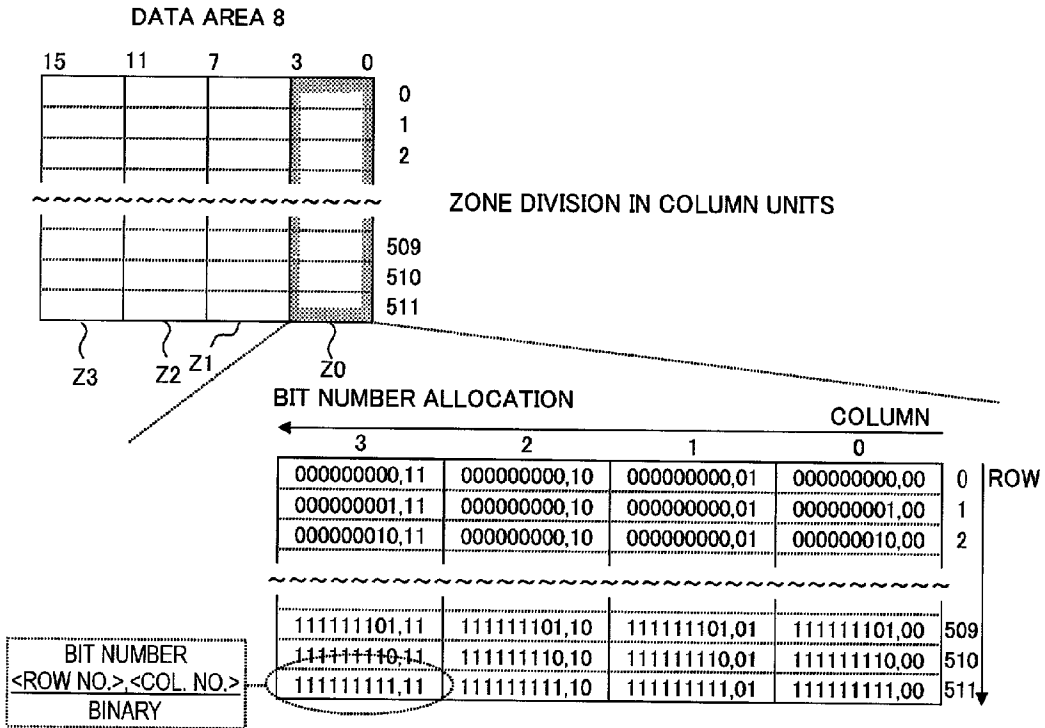 DATA AREA 8
15 11 7 3 0
0
1
2
ZONE DIVISION IN COLUMN UNITS
509
510
511
Z3 Z2 Z1 Z0
BIT NUMBER ALLOCATION
COLUMN
3 2 1 0
000000000,11 000000000,10 000000000,01 000000000,00 0 ROW
000000001,11 000000000,10 000000000,01 000000001,00 1
000000010,11 000000000,10 000000000,01 000000010,00 2
111111101,11 111111101,10 111111101,01 111111101,00 509
111111110,11 111111110,10 111111110,01 111111110,00 510
111111111,11 111111111,10 111111111,01 111111111,00 511
BIT NUMBER
<ROW NO.>,<COL. NO.>
BINARY